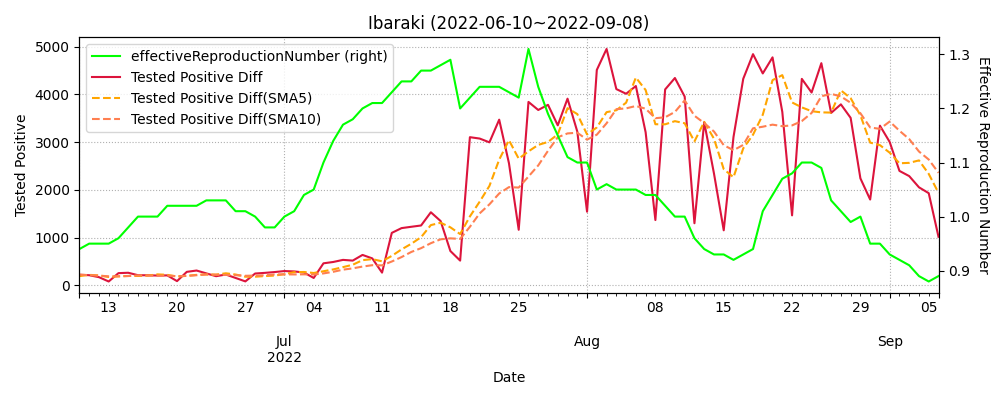 Ibaraki (2022-06-10~2022-09-08)
effectiveReproductionNumber (right)
Tested Positive Diff
Tested Positive Diff(SMA5)
Tested Positive Diff(SMA10)
Tested Positive
5000
4000
3000
2000
1000
0
1.3
1.2
1.1
1.0
0.9
Effective Reproduction Number
13 20 27 04 11 18 25 08 15 22 29 05
Jul Aug Sep
2022
Date